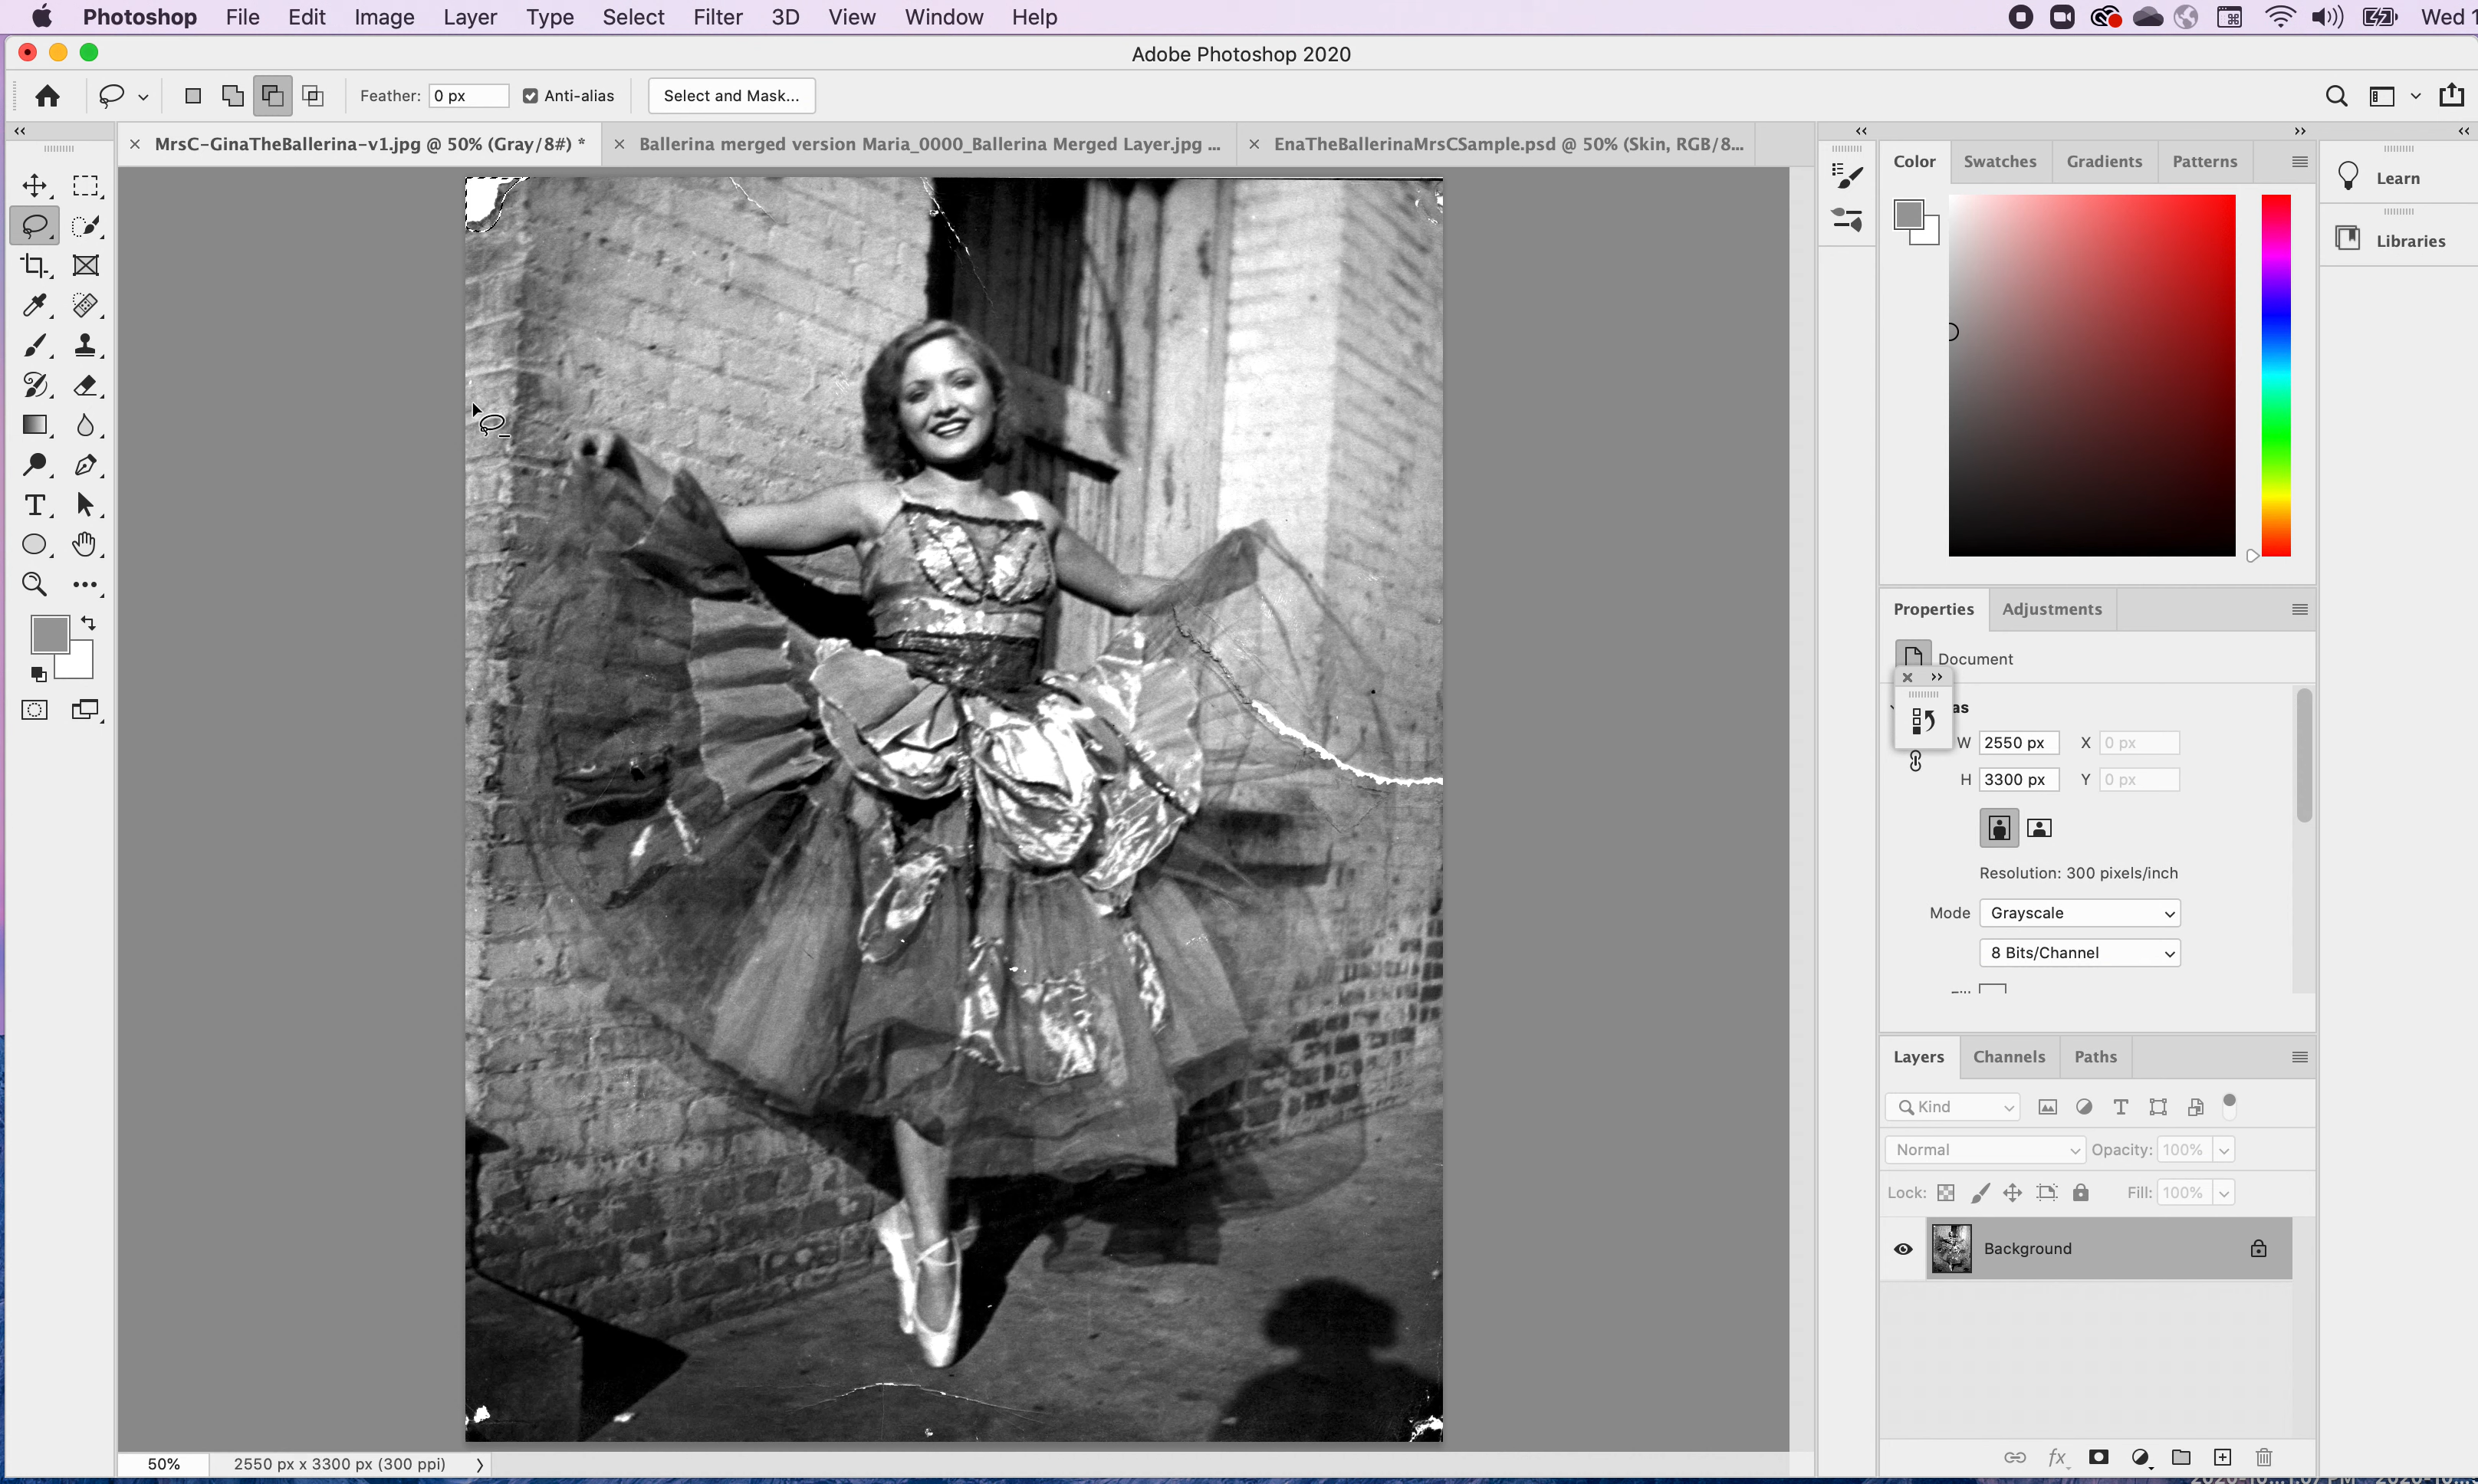 Photoshop File Edit Image Layer Type Select Filter 3D View Window Help Wed 1
Adobe Photoshop 2020
Feather: 0 px Anti-alias Select and Mask...
MrsC-GinaTheBallerina-v1.jpg @ 50% (Gray/8#) * Ballerina merged version Maria_0000_Ballerina Merged Layer.jpg ... EnaTheBallerinaMrsCSample.psd @ 50% (Skin, RGB/8...
Color Swatches Gradients Patterns
Learn
Libraries
Properties Adjustments
Document
as
W 2550 px X 0 px
H 3300 px Y 0 px
Resolution: 300 pixels/inch
Mode Grayscale
8 Bits/Channel
Layers Channels Paths
Kind
Normal Opacity: 100%
Lock: Fill: 100%
Background
50% 2550 px x 3300 px (300 ppi)